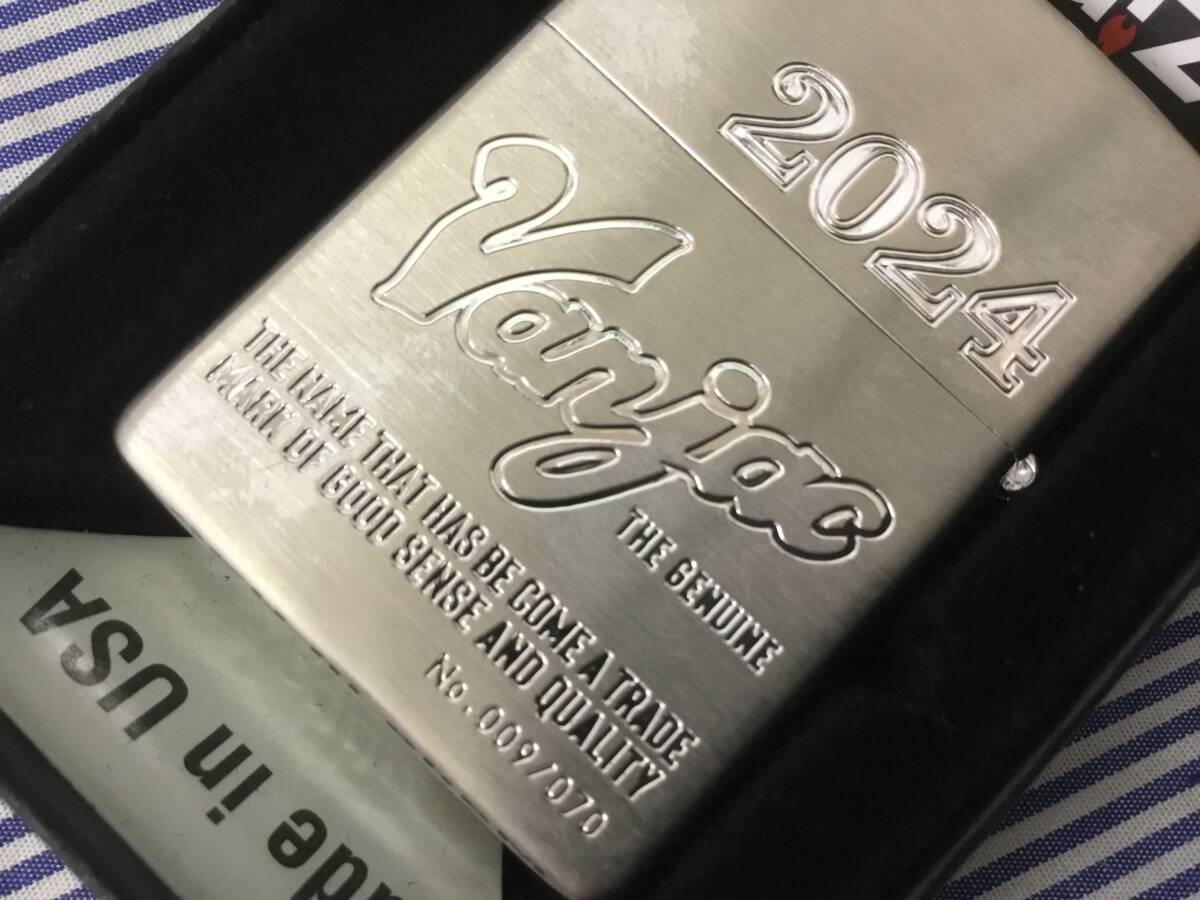 2024
Vanjac
THE GENUINE
THE NAME THAT HAS BE COME A TRADE
MARK OF GOOD SENSE AND QUALITY
No. 009/070
in USA